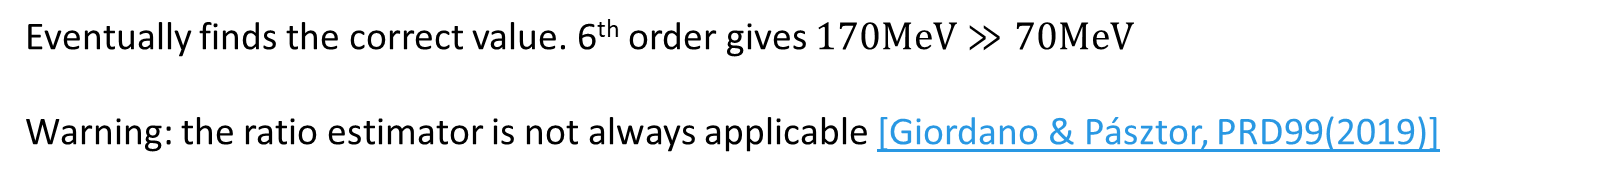 Eventually finds the correct value. 6th order gives 170MeV ≫ 70MeV
Warning: the ratio estimator is not always applicable [Giordano & Pásztor, PRD99(2019)]